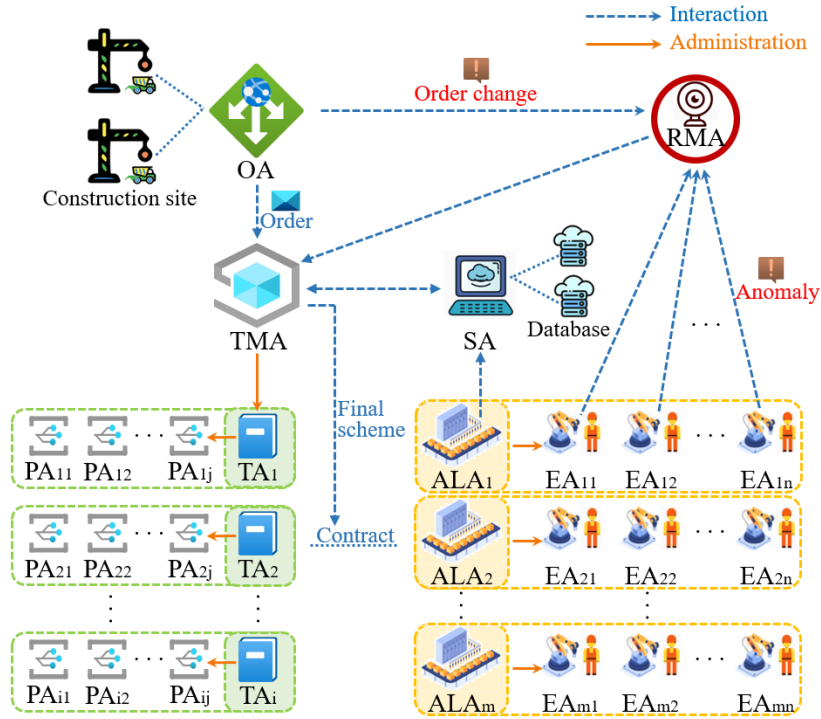 Interaction
Administration
Order change
RMA
OA
Construction site
Order
Anomaly
TMA
SA
Database
...
Final
scheme
PA11 PA12 ... PA1j TA1
ALA1 EA11 EA12 ... EA1n
Contract
PA21 PA22 ... PA2j TA2
ALA2 EA21 EA22 ... EA2n
PAi1 PAi2 ... PAij TAi
ALAm EAm1 EAm2 ... EAmn